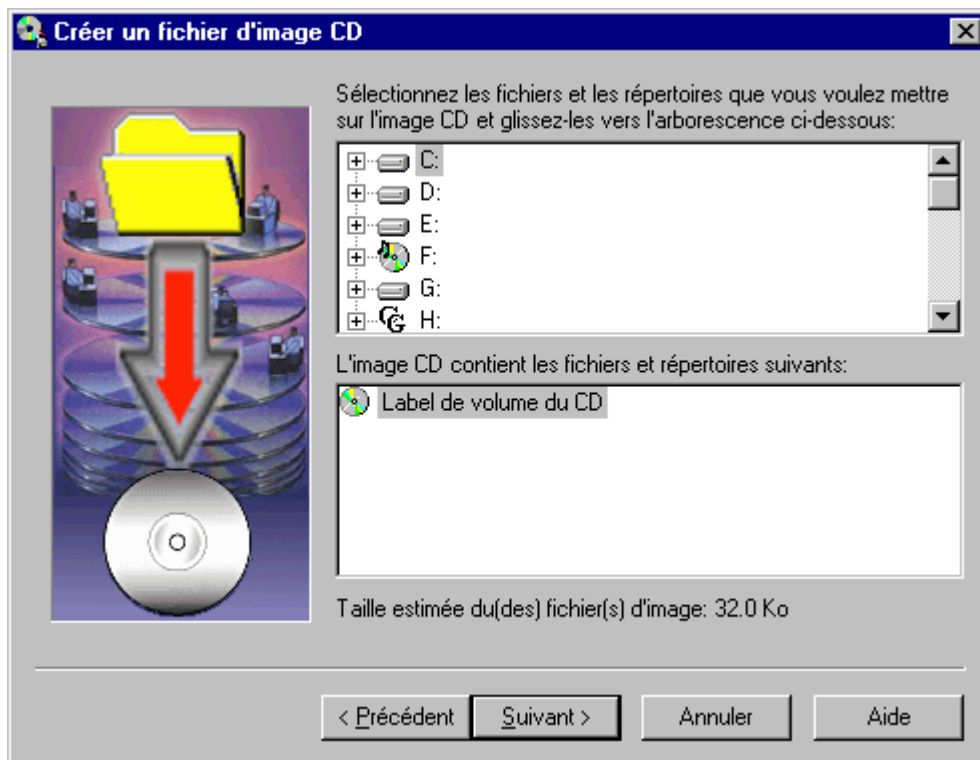 Créer un fichier d'image CD
Sélectionnez les fichiers et les répertoires que vous voulez mettre
sur l'image CD et glissez-les vers l'arborescence ci-dessous:
C:
D:
E:
F:
G:
H:
L'image CD contient les fichiers et répertoires suivants:
Label de volume du CD
Taille estimée du(des) fichier(s) d'image: 32.0 Ko
< Précédent
Suivant >
Annuler
Aide